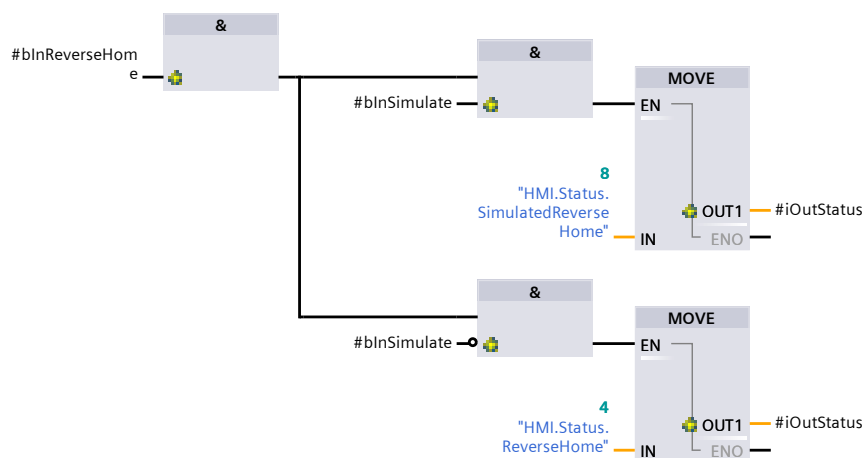 &
#bInReverseHom
e
&
#bInSimulate
MOVE
EN
8
"HMI.Status.
SimulatedReverse
Home"
IN
OUT1
#iOutStatus
ENO
&
#bInSimulate
MOVE
EN
4
"HMI.Status.
ReverseHome"
IN
OUT1
#iOutStatus
ENO